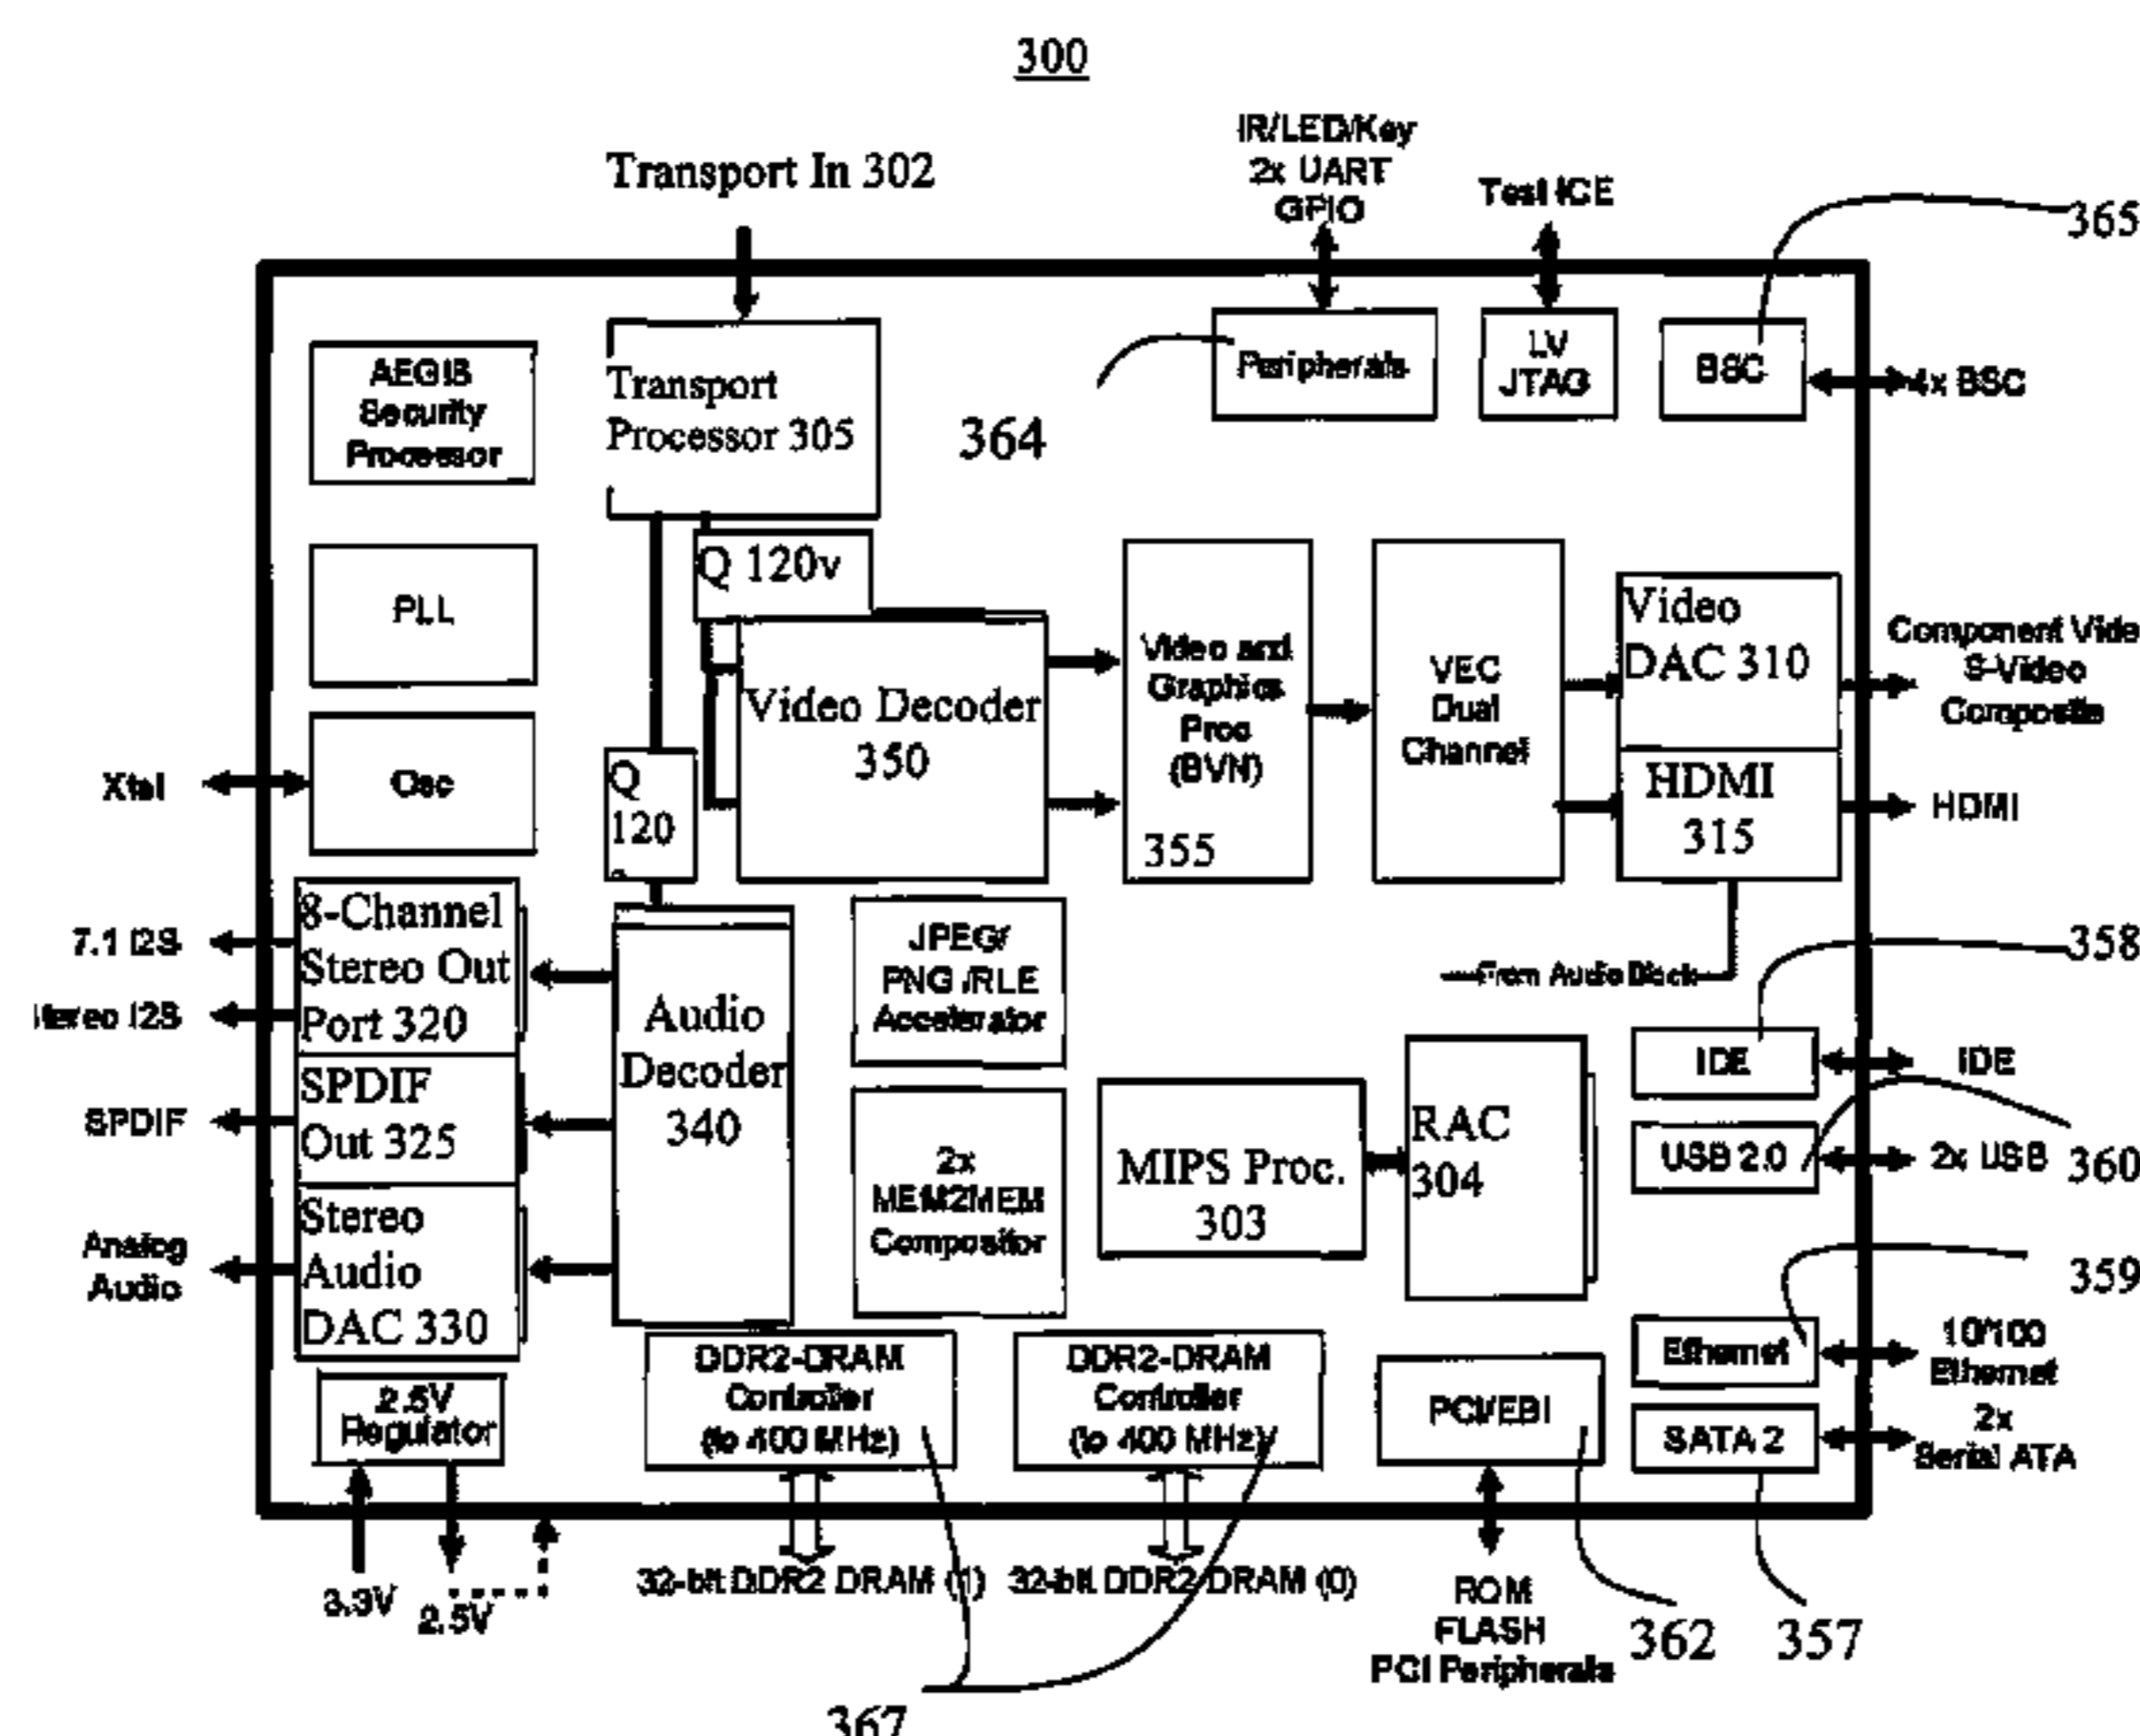 300
Transport In 302
IR/LED/Key
2x UART
GPIO
Test ICE
365
AEGIS
Security
Processor
Transport
Processor 305
364
Peripherals
LV
JTAG
BSC
4x BSC
PLL
Q 120v
Video Decoder
350
Video and
Graphics
Proc
(BVN)
355
VEC
Dual
Channel
Video
DAC 310
HDMI
315
Component Vide
S-Video
Composite
HDMI
Xtal
Osc
Q
120
8-Channel
Stereo Out
Port 320
7.1 I2S
tereo I2S
SPDIF
Out 325
SPDIF
Stereo
Audio
DAC 330
Analog
Audio
Audio
Decoder
340
JPEG/
PNG /RLE
Accelerator
2x
MEM2MEM
Compositor
MIPS Proc.
303
RAC
304
From Audio Block
358
IDE
IDE
USB 2.0
2x USB
360
359
Ethernet
10/100
Ethernet
SATA 2
2x
Serial ATA
2.5V
Regulator
DDR2-DRAM
Controller
(to 400 MHz)
DDR2-DRAM
Controller
(to 400 MHz)
PCI/EBI
3.3V
2.5V
32-bit DDR2 DRAM (1)
32-bit DDR2 DRAM (0)
ROM
FLASH
PCI Peripherals
362
357
367